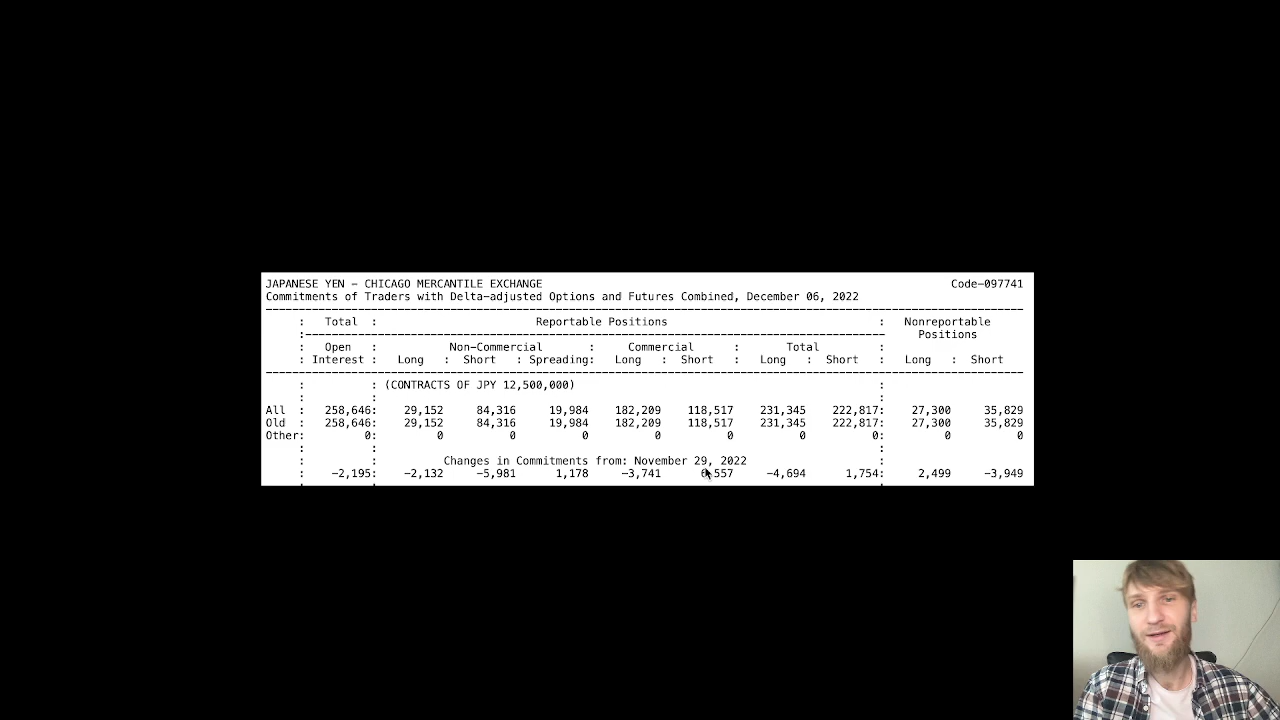 JAPANESE YEN - CHICAGO MERCANTILE EXCHANGE Code-097741
Commitments of Traders with Delta-adjusted Options and Futures Combined, December 06, 2022
: Total : Reportable Positions : Nonreportable
Positions
: Open : Non-Commercial : Commercial : Total :
: Interest : Long : Short : Spreading: Long : Short : Long : Short : Long : Short
: : (CONTRACTS OF JPY 12,500,000) :
All : 258,646: 29,152 84,316 19,984 182,209 118,517 231,345 222,817: 27,300 35,829
Old : 258,646: 29,152 84,316 19,984 182,209 118,517 231,345 222,817: 27,300 35,829
Other: 0: 0 0 0 0 0 0 0: 0 0
: : Changes in Commitments from: November 29, 2022 :
-2,195: -2,132 -5,981 1,178 -3,741 -4,694 1,754: 2,499 -3,949